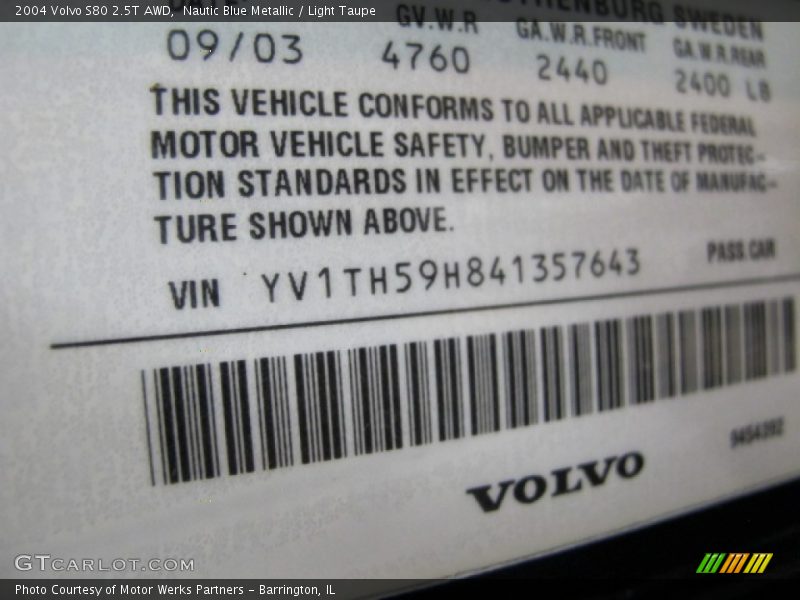 2004 Volvo S80 2.5T AWD, Nautic Blue Metallic / Light Taupe
SWEDEN
GV.W.R GA.W.R.FRONT GA.W.R.REAR
09/03 4760 2440 2400 LB
THIS VEHICLE CONFORMS TO ALL APPLICABLE FEDERAL
MOTOR VEHICLE SAFETY, BUMPER AND THEFT PROTEC-
TION STANDARDS IN EFFECT ON THE DATE OF MANUFAC-
TURE SHOWN ABOVE.
VIN YV1TH59H841357643 PASS.CAR
VOLVO
GTCARLOT.COM
Photo Courtesy of Motor Werks Partners - Barrington, IL